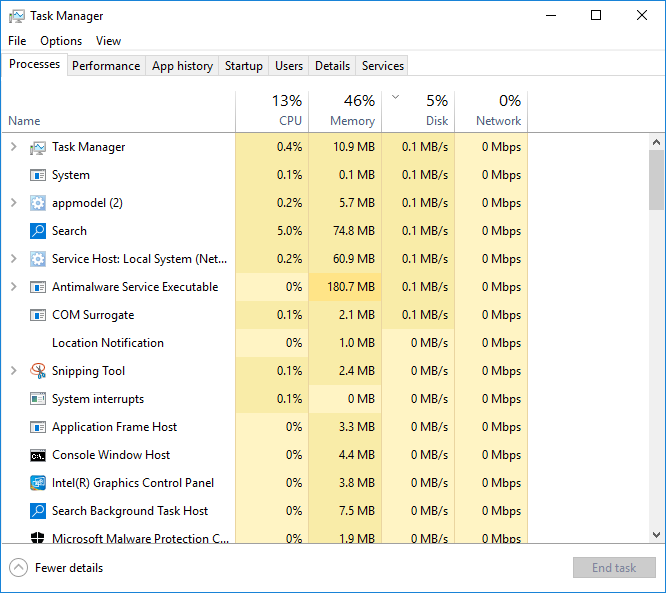 Task Manager
File Options View
Processes Performance App history Startup Users Details Services
13% 46% 5% 0%
Name CPU Memory Disk Network
Task Manager 0.4% 10.9 MB 0.1 MB/s 0 Mbps
System 0.1% 0.1 MB 0.1 MB/s 0 Mbps
appmodel (2) 0.2% 5.7 MB 0.1 MB/s 0 Mbps
Search 5.0% 74.8 MB 0.1 MB/s 0 Mbps
Service Host: Local System (Net... 0.2% 60.9 MB 0.1 MB/s 0 Mbps
Antimalware Service Executable 0% 180.7 MB 0.1 MB/s 0 Mbps
COM Surrogate 0.1% 2.1 MB 0.1 MB/s 0 Mbps
Location Notification 0% 1.0 MB 0 MB/s 0 Mbps
Snipping Tool 0.1% 2.4 MB 0 MB/s 0 Mbps
System interrupts 0.1% 0 MB 0 MB/s 0 Mbps
Application Frame Host 0% 3.3 MB 0 MB/s 0 Mbps
Console Window Host 0% 4.4 MB 0 MB/s 0 Mbps
Intel(R) Graphics Control Panel 0% 3.8 MB 0 MB/s 0 Mbps
Search Background Task Host 0% 7.5 MB 0 MB/s 0 Mbps
Microsoft Malware Protection C... 0% 1.9 MB 0 MB/s 0 Mbps
Fewer details End task